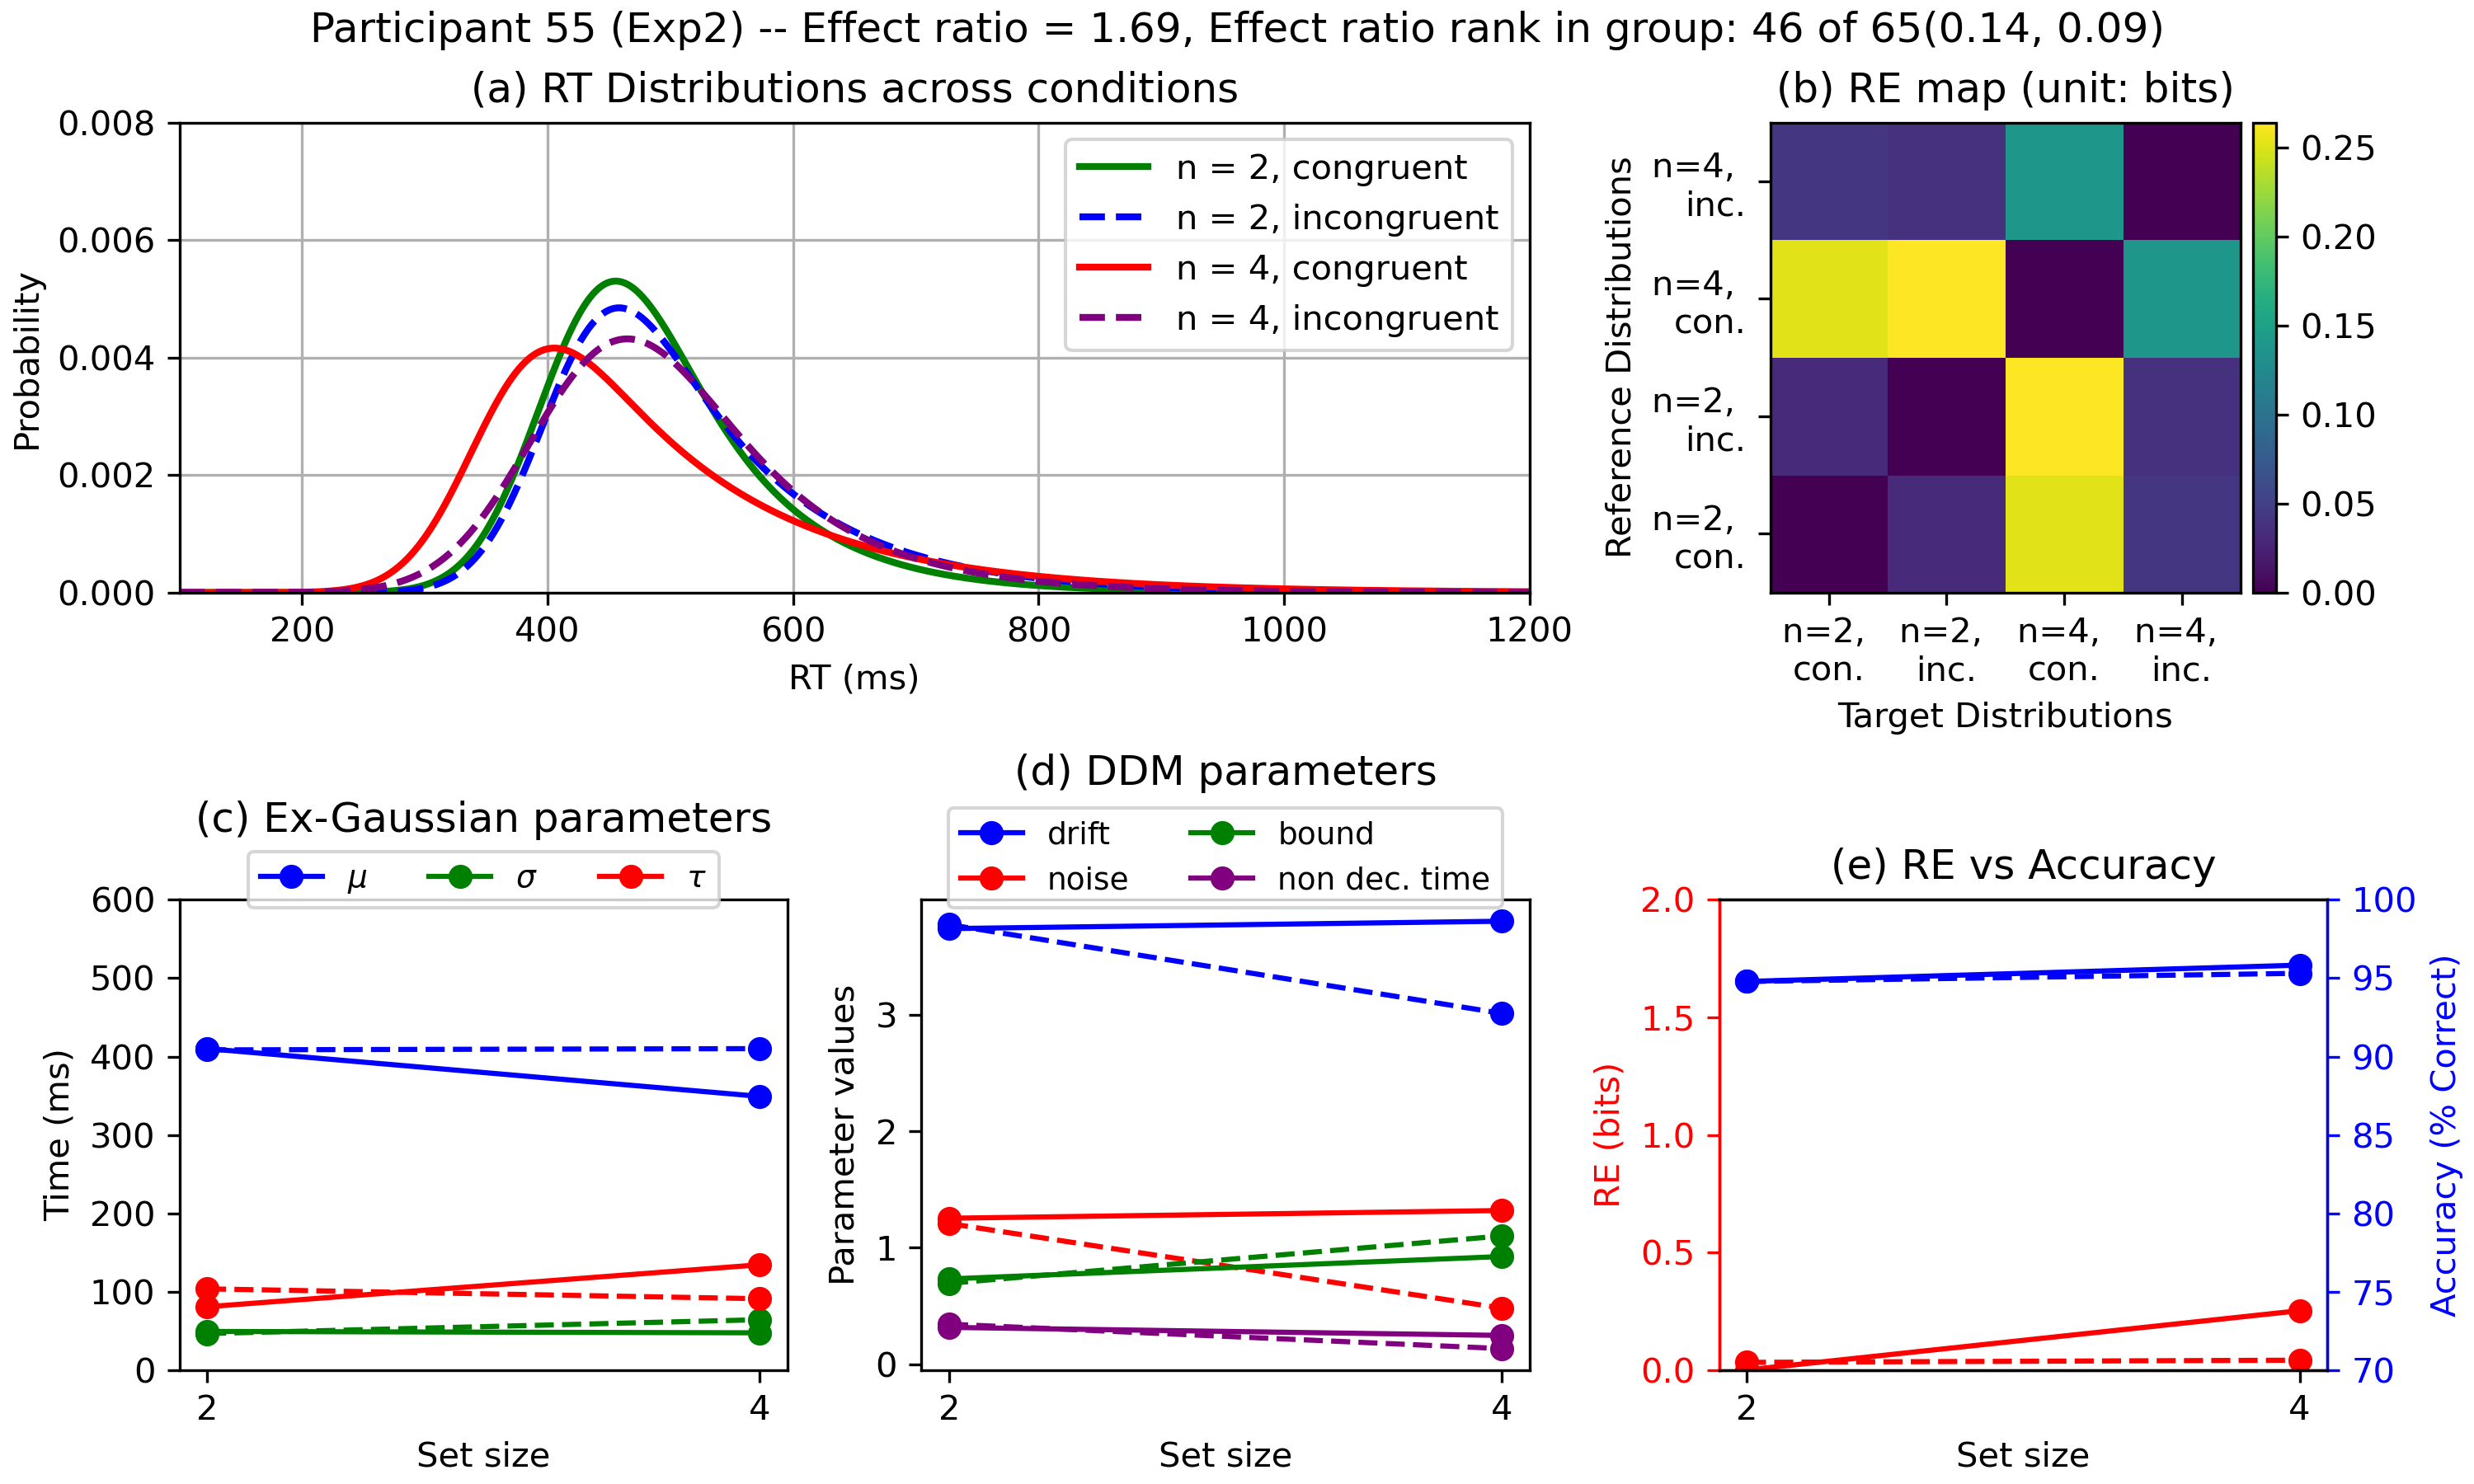 Participant 55 (Exp2) -- Effect ratio = 1.69, Effect ratio rank in group: 46 of 65(0.14, 0.09)
(a) RT Distributions across conditions
0.008
0.006
0.004
0.002
0.000
Probability
200
400
600
800
1000
1200
RT (ms)
n = 2, congruent
n = 2, incongruent
n = 4, congruent
n = 4, incongruent
(b) RE map (unit: bits)
Reference Distributions
n=4,
inc.
n=4,
con.
n=2,
inc.
n=2,
con.
n=2,
con.
n=2,
inc.
n=4,
con.
n=4,
inc.
Target Distributions
0.25
0.20
0.15
0.10
0.05
0.00
(c) Ex-Gaussian parameters
μ
σ
τ
600
500
400
300
200
100
0
Time (ms)
2
4
Set size
(d) DDM parameters
drift
noise
bound
non dec. time
3
2
1
0
Parameter values
2
4
Set size
(e) RE vs Accuracy
2.0
1.5
1.0
0.5
0.0
RE (bits)
100
95
90
85
80
75
70
Accuracy (% Correct)
2
4
Set size